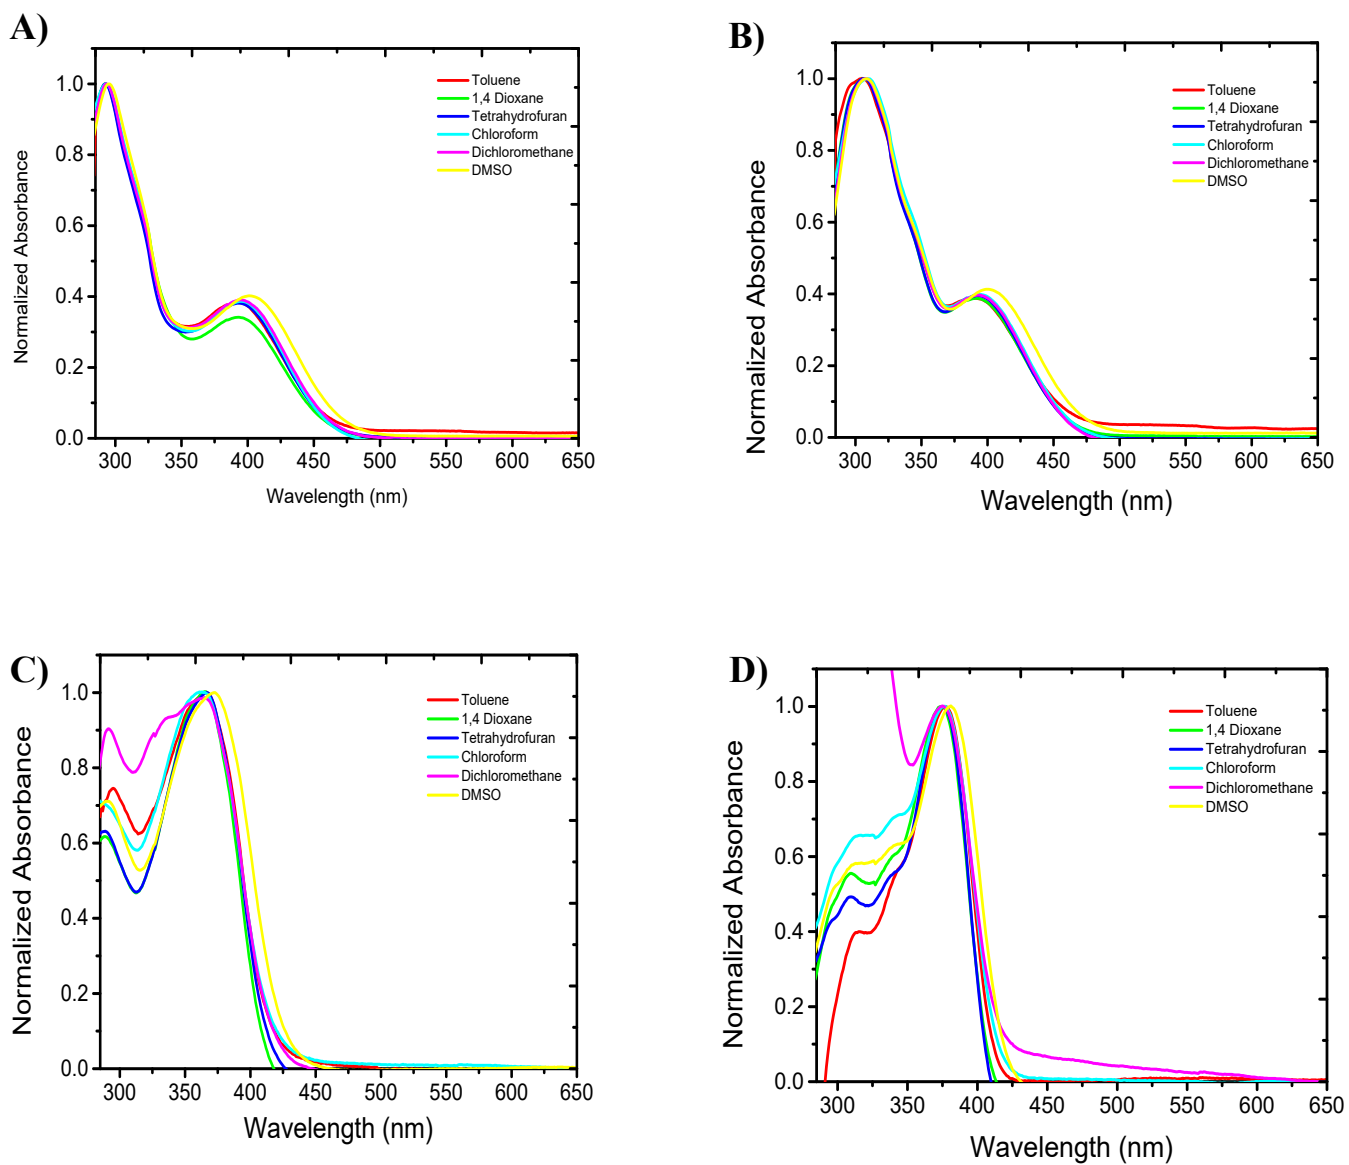 A)
Normalized Absorbance
1.0
0.8
0.6
0.4
0.2
0.0
300 350 400 450 500 550 600 650
Wavelength (nm)
Toluene
1,4 Dioxane
Tetrahydrofuran
Chloroform
Dichloromethane
DMSO
B)
Normalized Absorbance
1.0
0.8
0.6
0.4
0.2
0.0
300 350 400 450 500 550 600 650
Wavelength (nm)
Toluene
1,4 Dioxane
Tetrahydrofuran
Chloroform
Dichloromethane
DMSO
C)
Normalized Absorbance
1.0
0.8
0.6
0.4
0.2
0.0
300 350 400 450 500 550 600 650
Wavelength (nm)
Toluene
1,4 Dioxane
Tetrahydrofuran
Chloroform
Dichloromethane
DMSO
D)
Normalized Absorbance
1.0
0.8
0.6
0.4
0.2
0.0
300 350 400 450 500 550 600 650
Wavelength (nm)
Toluene
1,4 Dioxane
Tetrahydrofuran
Chloroform
Dichloromethane
DMSO